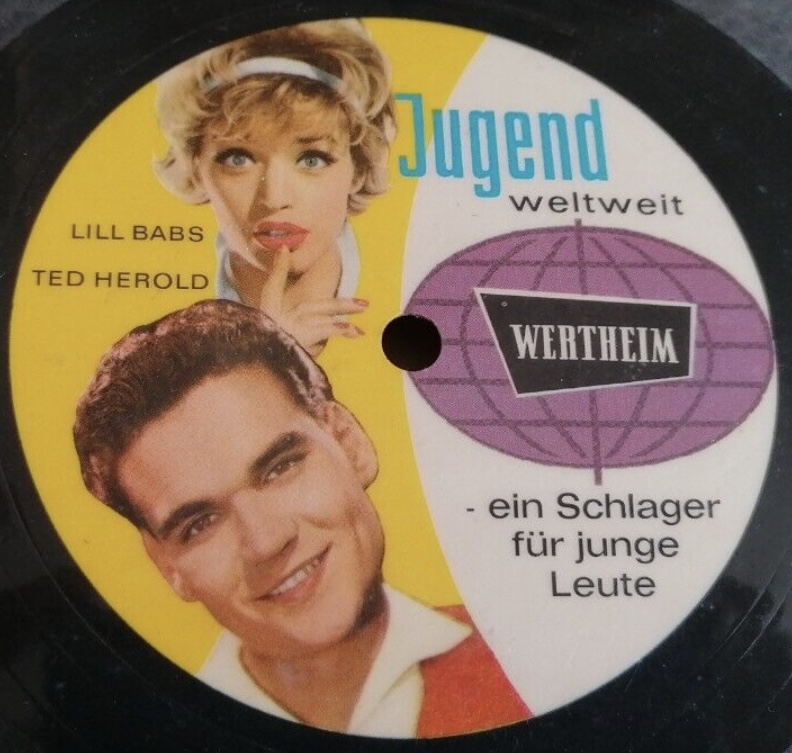 Jugend
weltweit
LILL BABS
TED HEROLD
WERTHEIM
- ein Schlager
für junge
Leute